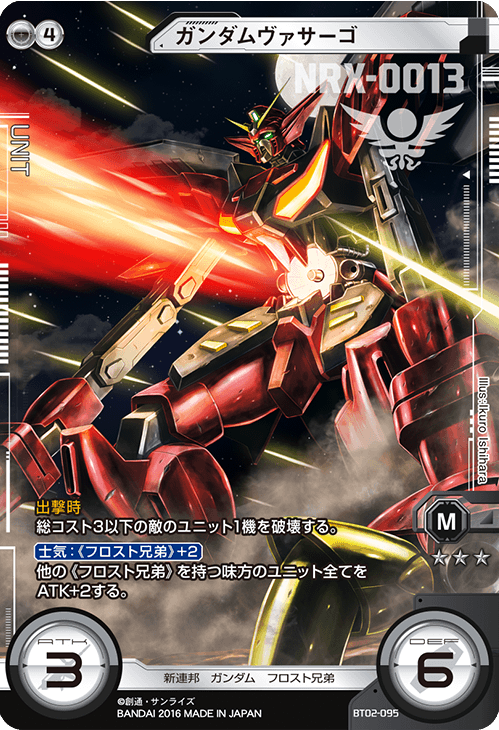 4
ガンダムヴァサーゴ
NRX-0013
UNIT
Illus:Ikuro Ishihara
出撃時
総コスト3以下の敵のユニット1機を破壊する。
士気:《フロスト兄弟》+2
他の《フロスト兄弟》を持つ味方のユニット全てを
ATK+2する。
M
ATK
3
DEF
6
新連邦 ガンダム フロスト兄弟
©創通・サンライズ
BANDAI 2016 MADE IN JAPAN
BT02-095